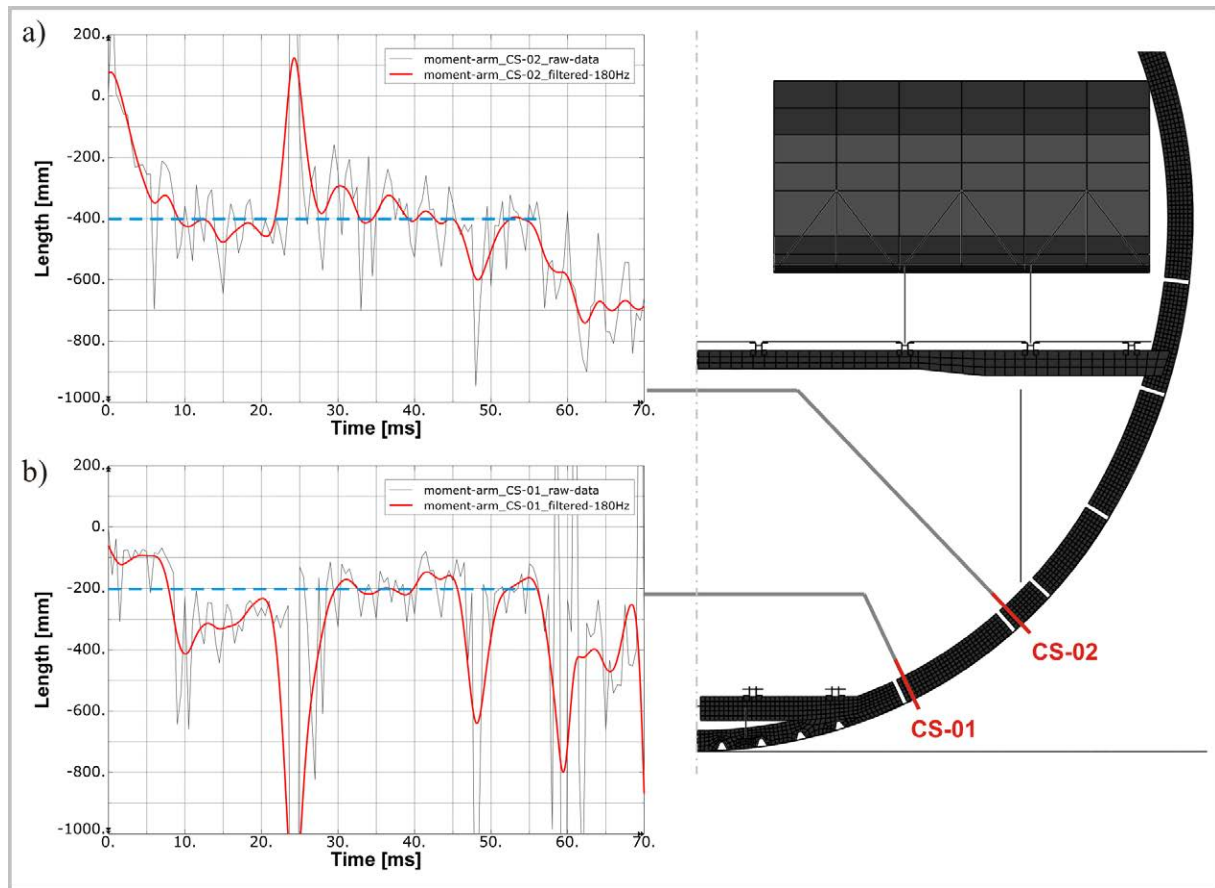 a)
200.
0.
-200.
-400.
-600.
-800.
-1000.
Length [mm]
moment-arm_CS-02_raw-data
moment-arm_CS-02_filtered-180Hz
0. 10. 20. 30. 40. 50. 60. 70.
Time [ms]
b)
200.
0.
-200.
-400.
-600.
-800.
-1000.
Length [mm]
moment-arm_CS-01_raw-data
moment-arm_CS-01_filtered-180Hz
0. 10. 20. 30. 40. 50. 60. 70.
Time [ms]
CS-02
CS-01